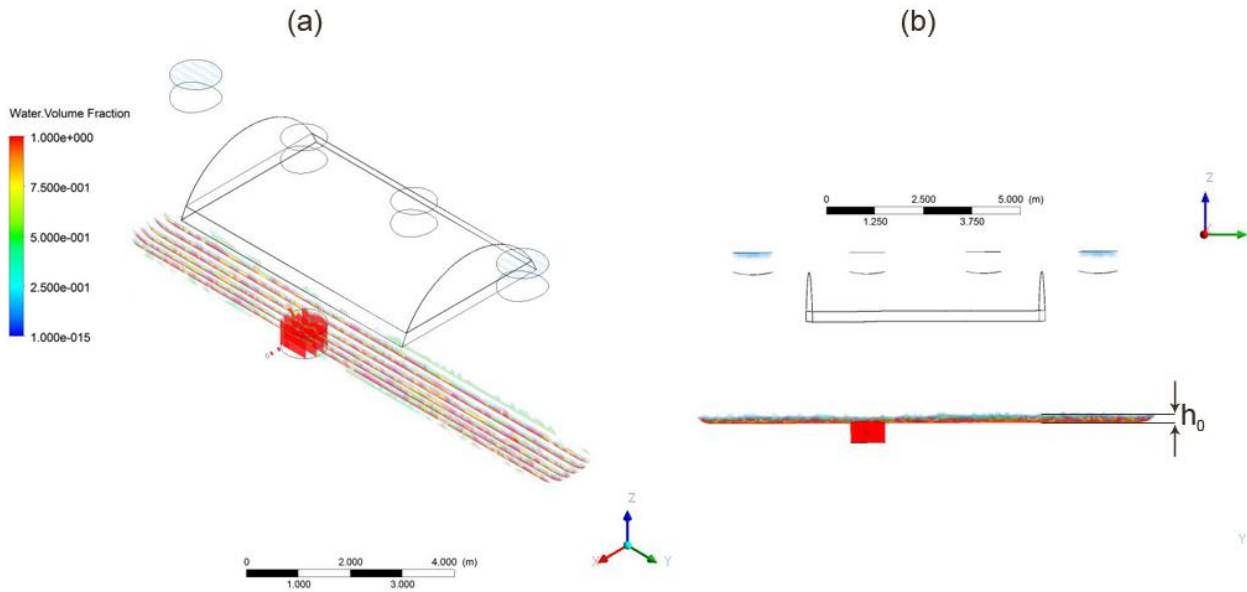 (a)
(b)
Water.Volume Fraction
1.000e+000
7.500e-001
5.000e-001
2.500e-001
1.000e-015
0 2.500 5.000 (m)
1.250 3.750
Z
h0
Z
X Y
Y
0 2.000 4.000 (m)
1.000 3.000